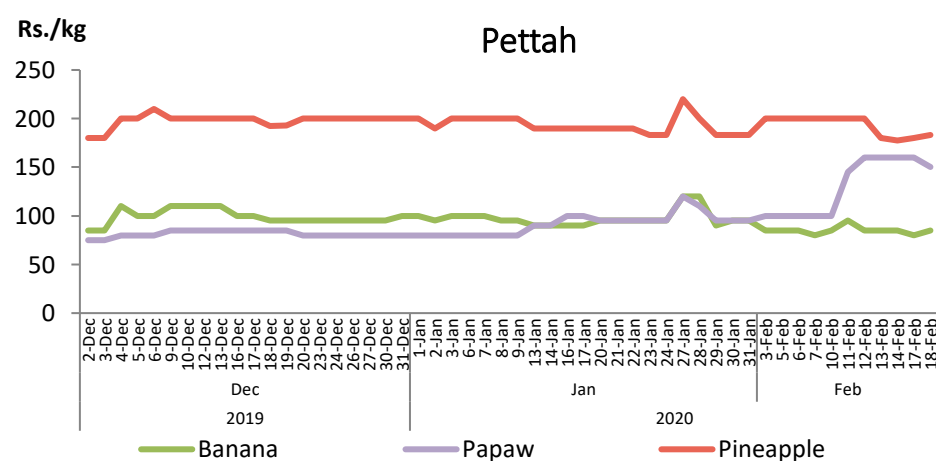 Rs./kg
Pettah
250
200
150
100
50
0
2-Dec
3-Dec
4-Dec
5-Dec
6-Dec
9-Dec
10-Dec
12-Dec
13-Dec
16-Dec
17-Dec
18-Dec
19-Dec
20-Dec
23-Dec
24-Dec
26-Dec
27-Dec
30-Dec
31-Dec
1-Jan
2-Jan
3-Jan
6-Jan
7-Jan
8-Jan
9-Jan
13-Jan
14-Jan
16-Jan
17-Jan
20-Jan
21-Jan
22-Jan
23-Jan
24-Jan
27-Jan
28-Jan
29-Jan
30-Jan
31-Jan
3-Feb
5-Feb
6-Feb
7-Feb
10-Feb
11-Feb
12-Feb
13-Feb
14-Feb
17-Feb
18-Feb
Dec Jan Feb
2019 2020
Banana Papaw Pineapple